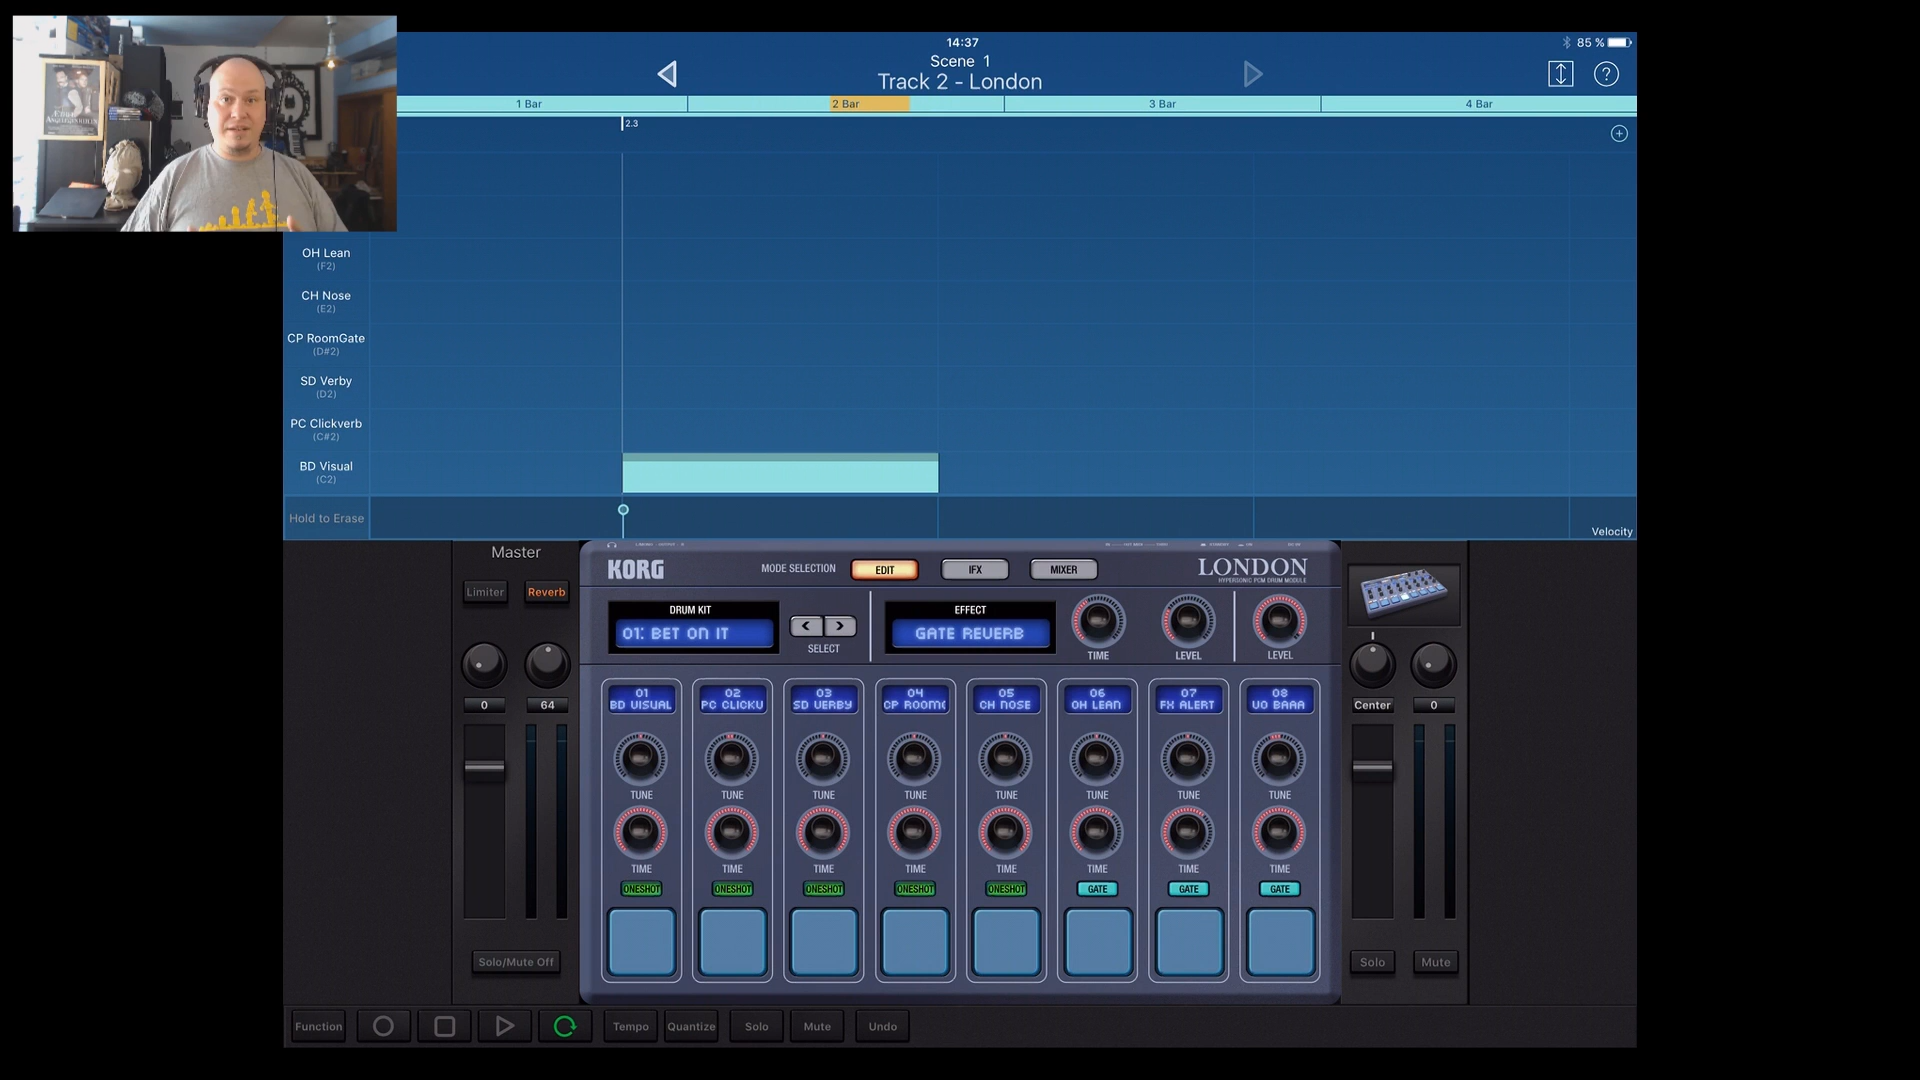 14:37
85 %
Scene 1
Track 2 - London
1 Bar
2 Bar
3 Bar
4 Bar
2.3
OH Lean
(F2)
CH Nose
(E2)
CP RoomGate
(D#2)
SD Verby
(D2)
PC Clickverb
(C#2)
BD Visual
(C2)
Hold to Erase
Velocity
Master
Limiter
Reverb
0
64
Solo/Mute Off
KORG
MODE SELECTION
EDIT
IFX
MIXER
LONDON
HYPERSONIC PCM DRUM MODULE
DRUM KIT
01: BET ON IT
< >
SELECT
EFFECT
GATE REVERB
TIME
LEVEL
LEVEL
01
BD VISUAL
02
PC CLICKV
03
SD VERBY
04
CP ROOMG
05
CH NOSE
06
OH LEAN
07
FX ALERT
08
VO BAAA
TUNE TUNE TUNE TUNE TUNE TUNE TUNE TUNE
TIME TIME TIME TIME TIME TIME TIME TIME
ONESHOT ONESHOT ONESHOT ONESHOT ONESHOT GATE GATE GATE
Center
0
Solo
Mute
Function
Tempo
Quantize
Solo
Mute
Undo